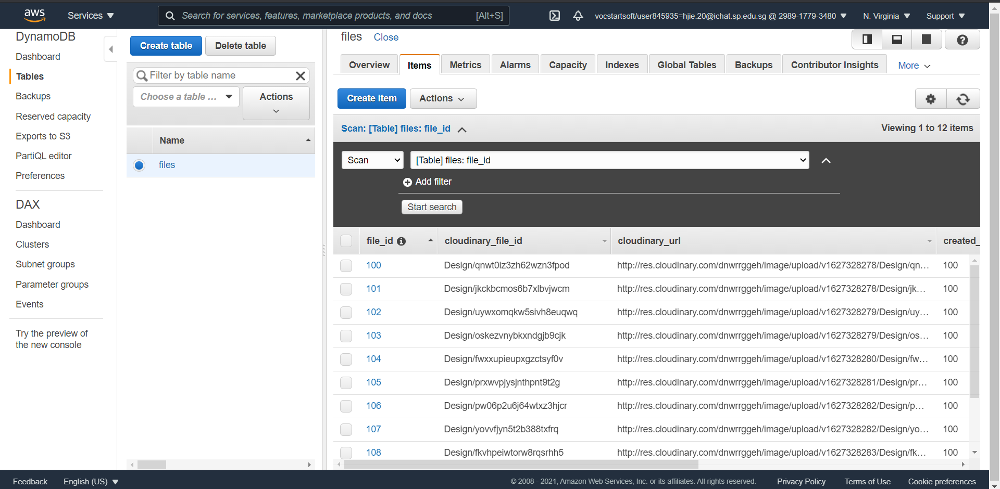 aws
Services
Search for services, features, marketplace products, and docs [Alt+S]
vocstartsoft/user845935=hjie.20@ichat.sp.edu.sg @ 2989-1779-3480
N. Virginia
Support
DynamoDB
Dashboard
Tables
Backups
Reserved capacity
Exports to S3
PartiQL editor
Preferences
DAX
Dashboard
Clusters
Subnet groups
Parameter groups
Events
Try the preview of
the new console
Create table
Delete table
Filter by table name
Choose a table ...
Actions
Name
files
files Close
Overview Items Metrics Alarms Capacity Indexes Global Tables Backups Contributor Insights More
Create item
Actions
Scan: [Table] files: file_id
Viewing 1 to 12 items
Scan
[Table] files: file_id
Add filter
Start search
file_id cloudinary_file_id cloudinary_url created_
100 Design/qnwt0iz3zh62wzn3fpod http://res.cloudinary.com/dnwrrggeh/image/upload/v1627328278/Design/qn… 100
101 Design/jkckbcmos6b7xlbvjwcm http://res.cloudinary.com/dnwrrggeh/image/upload/v1627328278/Design/jk… 100
102 Design/uywxomqkw5sivh8euqwq http://res.cloudinary.com/dnwrrggeh/image/upload/v1627328279/Design/uy… 100
103 Design/oskezvnybkxndgjb9cjk http://res.cloudinary.com/dnwrrggeh/image/upload/v1627328279/Design/os… 100
104 Design/fwxxupieupxgzctsyf0v http://res.cloudinary.com/dnwrrggeh/image/upload/v1627328280/Design/fw… 100
105 Design/prxwvpjysjnthpnt9t2g http://res.cloudinary.com/dnwrrggeh/image/upload/v1627328281/Design/pr… 100
106 Design/pw06p2u6j64wtxz3hjcr http://res.cloudinary.com/dnwrrggeh/image/upload/v1627328282/Design/p… 100
107 Design/yovvfjyn5t2b388txfrq http://res.cloudinary.com/dnwrrggeh/image/upload/v1627328282/Design/yo… 100
108 Design/fkvhpeiwtorw8rqsrhh5 http://res.cloudinary.com/dnwrrggeh/image/upload/v1627328283/Design/fk… 100
Feedback
English (US)
© 2008 - 2021, Amazon Web Services, Inc. or its affiliates. All rights reserved.
Privacy Policy
Terms of Use
Cookie preferences